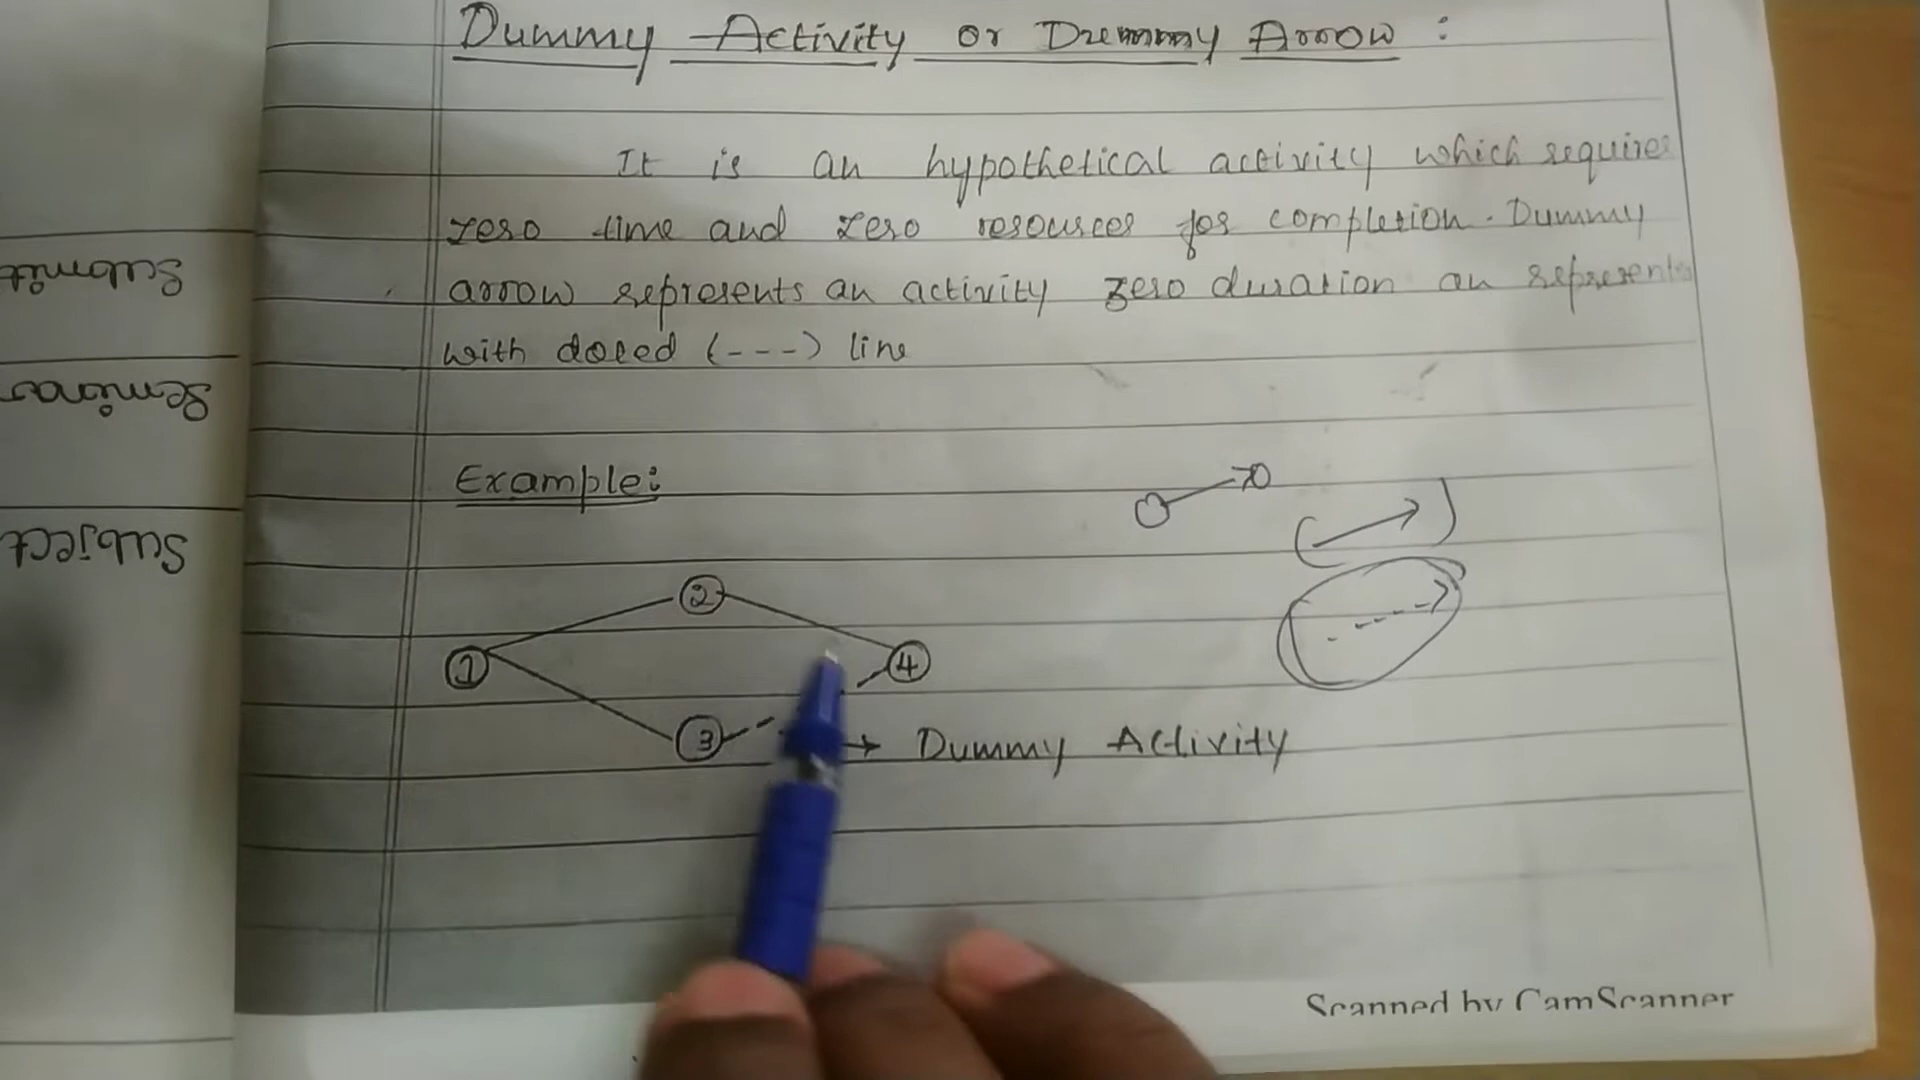 Dummy Activity or Dummy Arrow :
It is an hypothetical activity which requires
zero time and zero resources for completion. Dummy
arrow represents an activity zero duration an represents
with doted (---) line
Example:
2
1
4
3
Dummy Activity
Submit
Seminar
Subject
Scanned by CamScanner